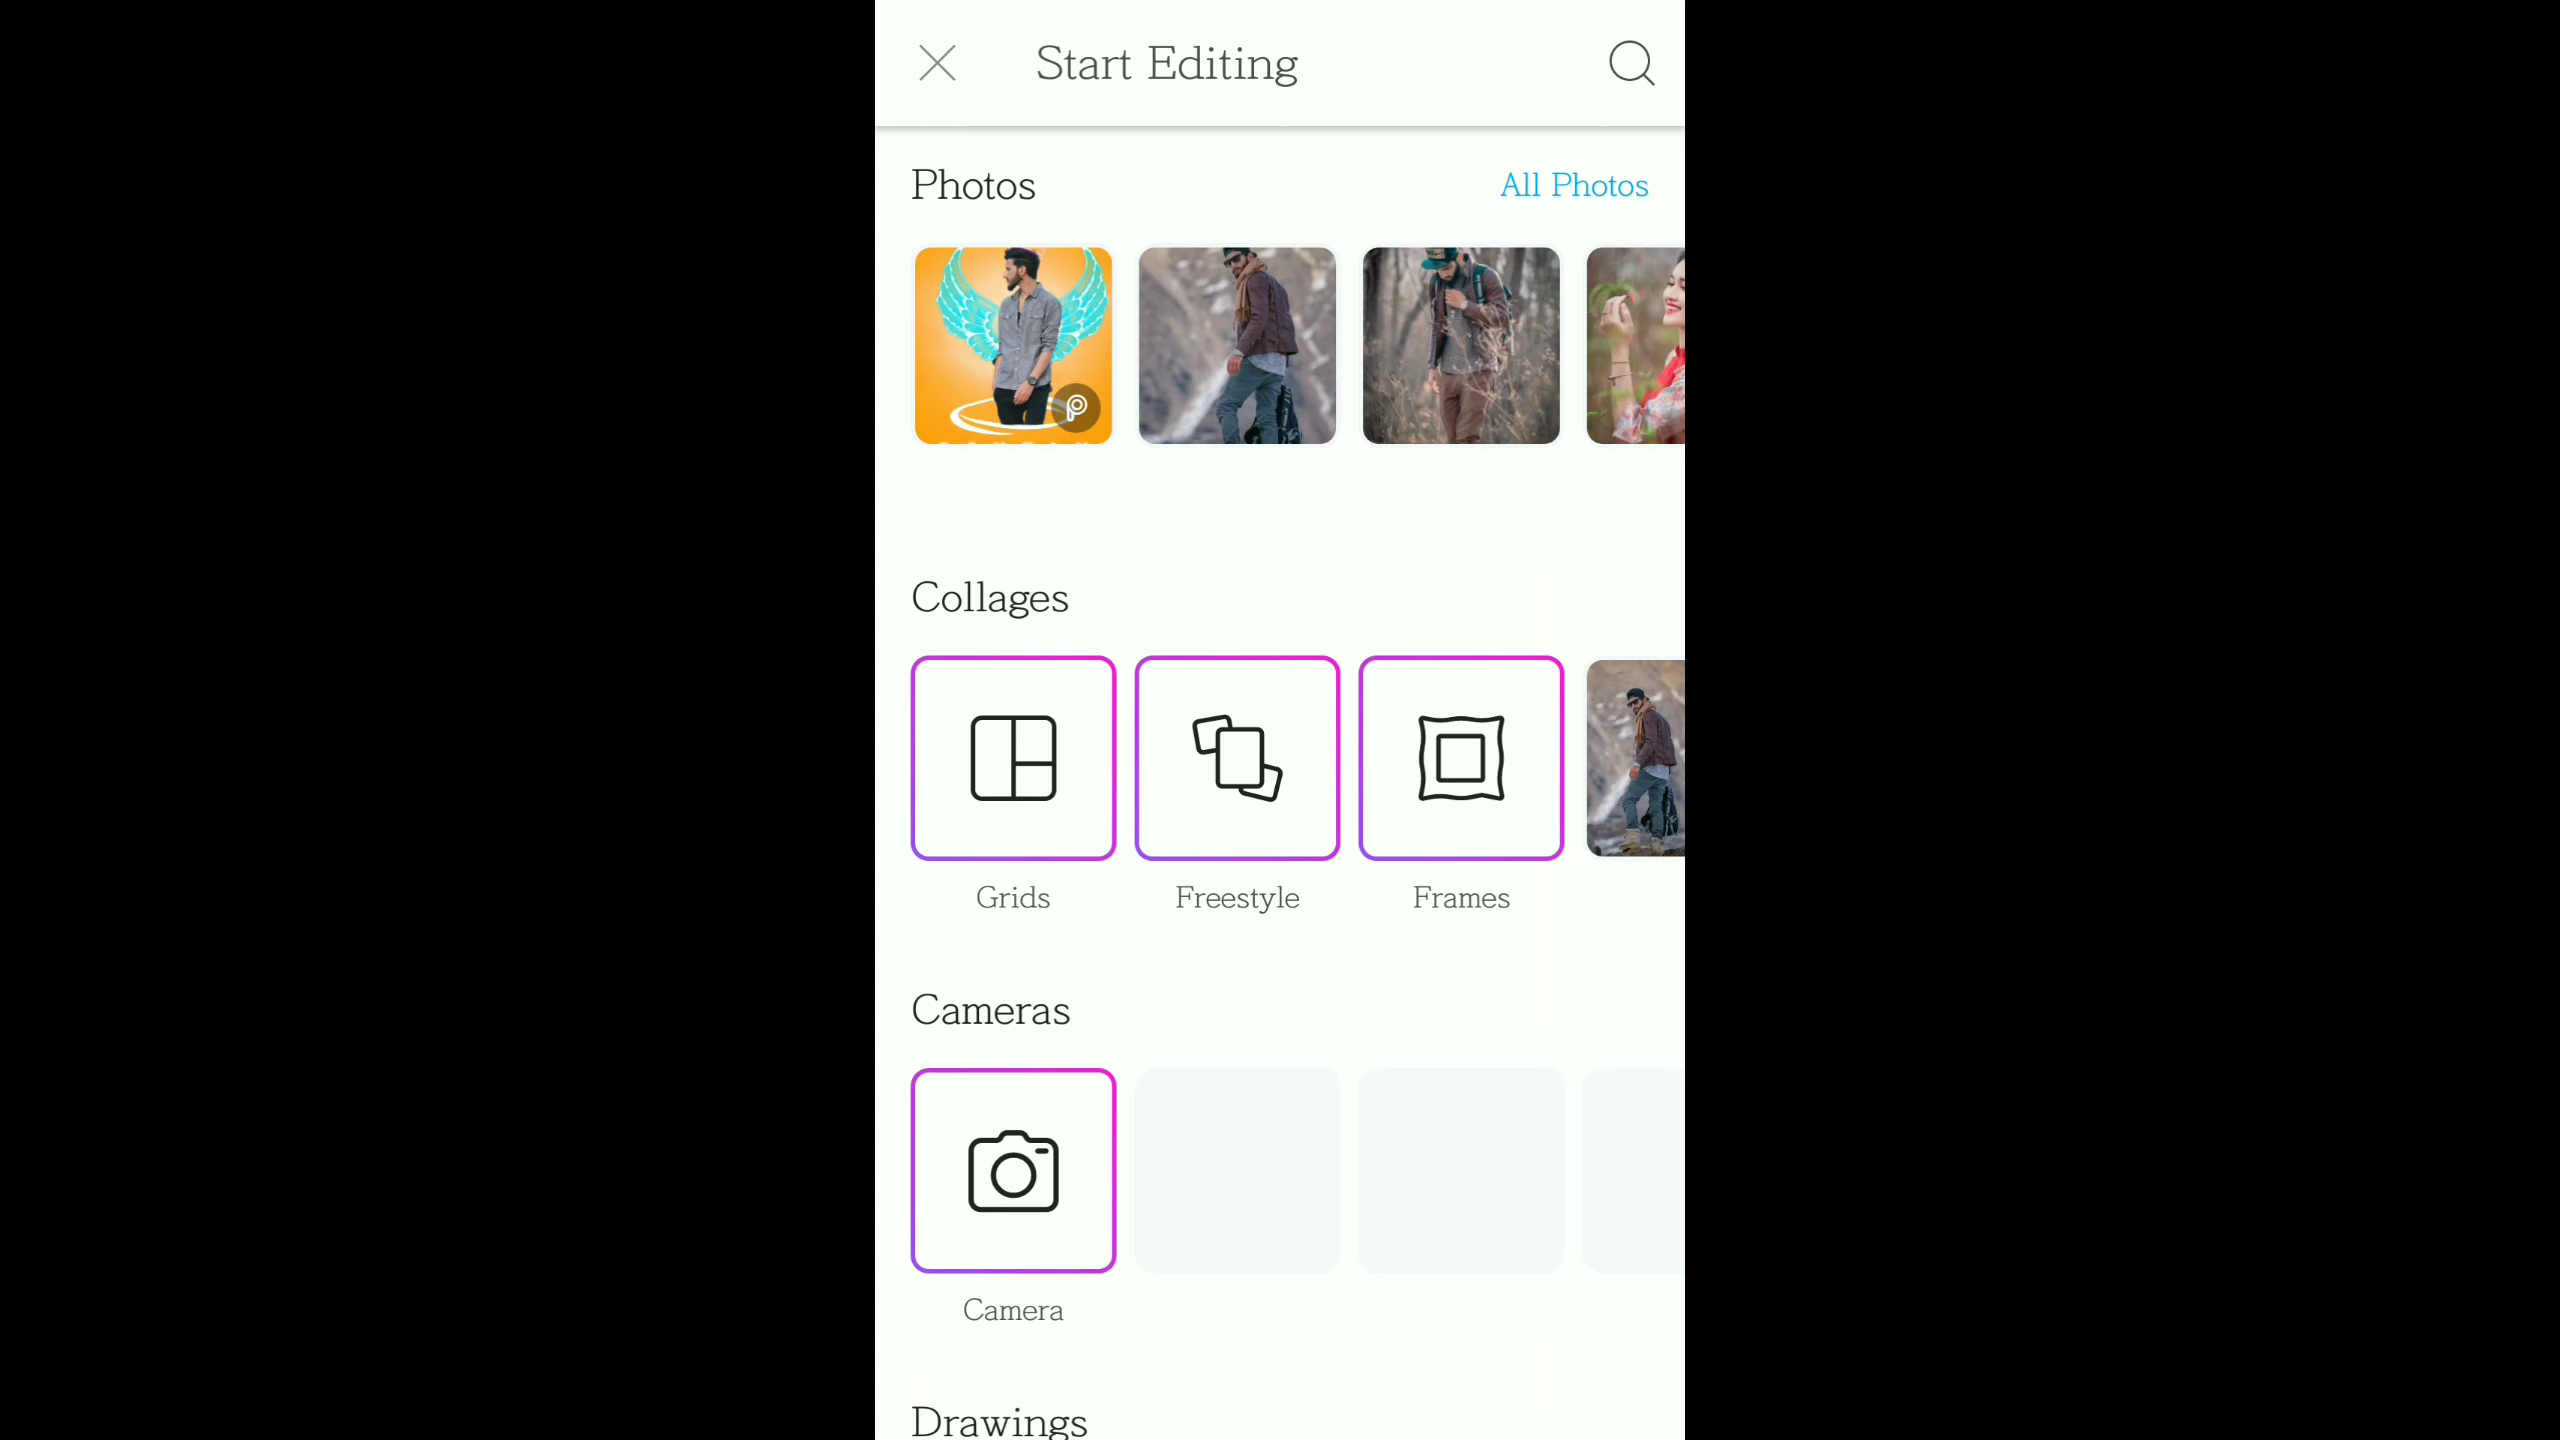 Start Editing
Photos
All Photos
Collages
Grids
Freestyle
Frames
Cameras
Camera
Drawings